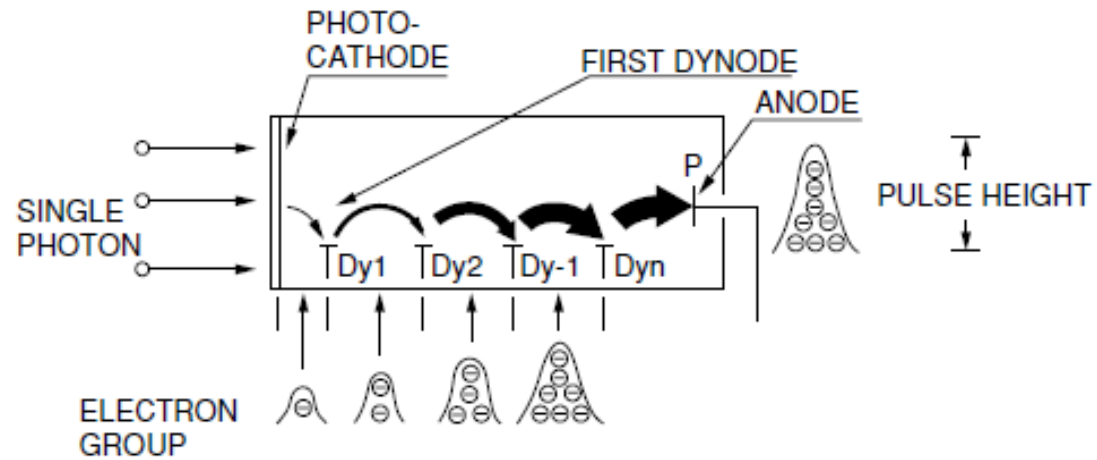 PHOTO-
CATHODE
FIRST DYNODE
ANODE
P
PULSE HEIGHT
SINGLE
PHOTON
Dy1
Dy2
Dy-1
Dyn
ELECTRON
GROUP